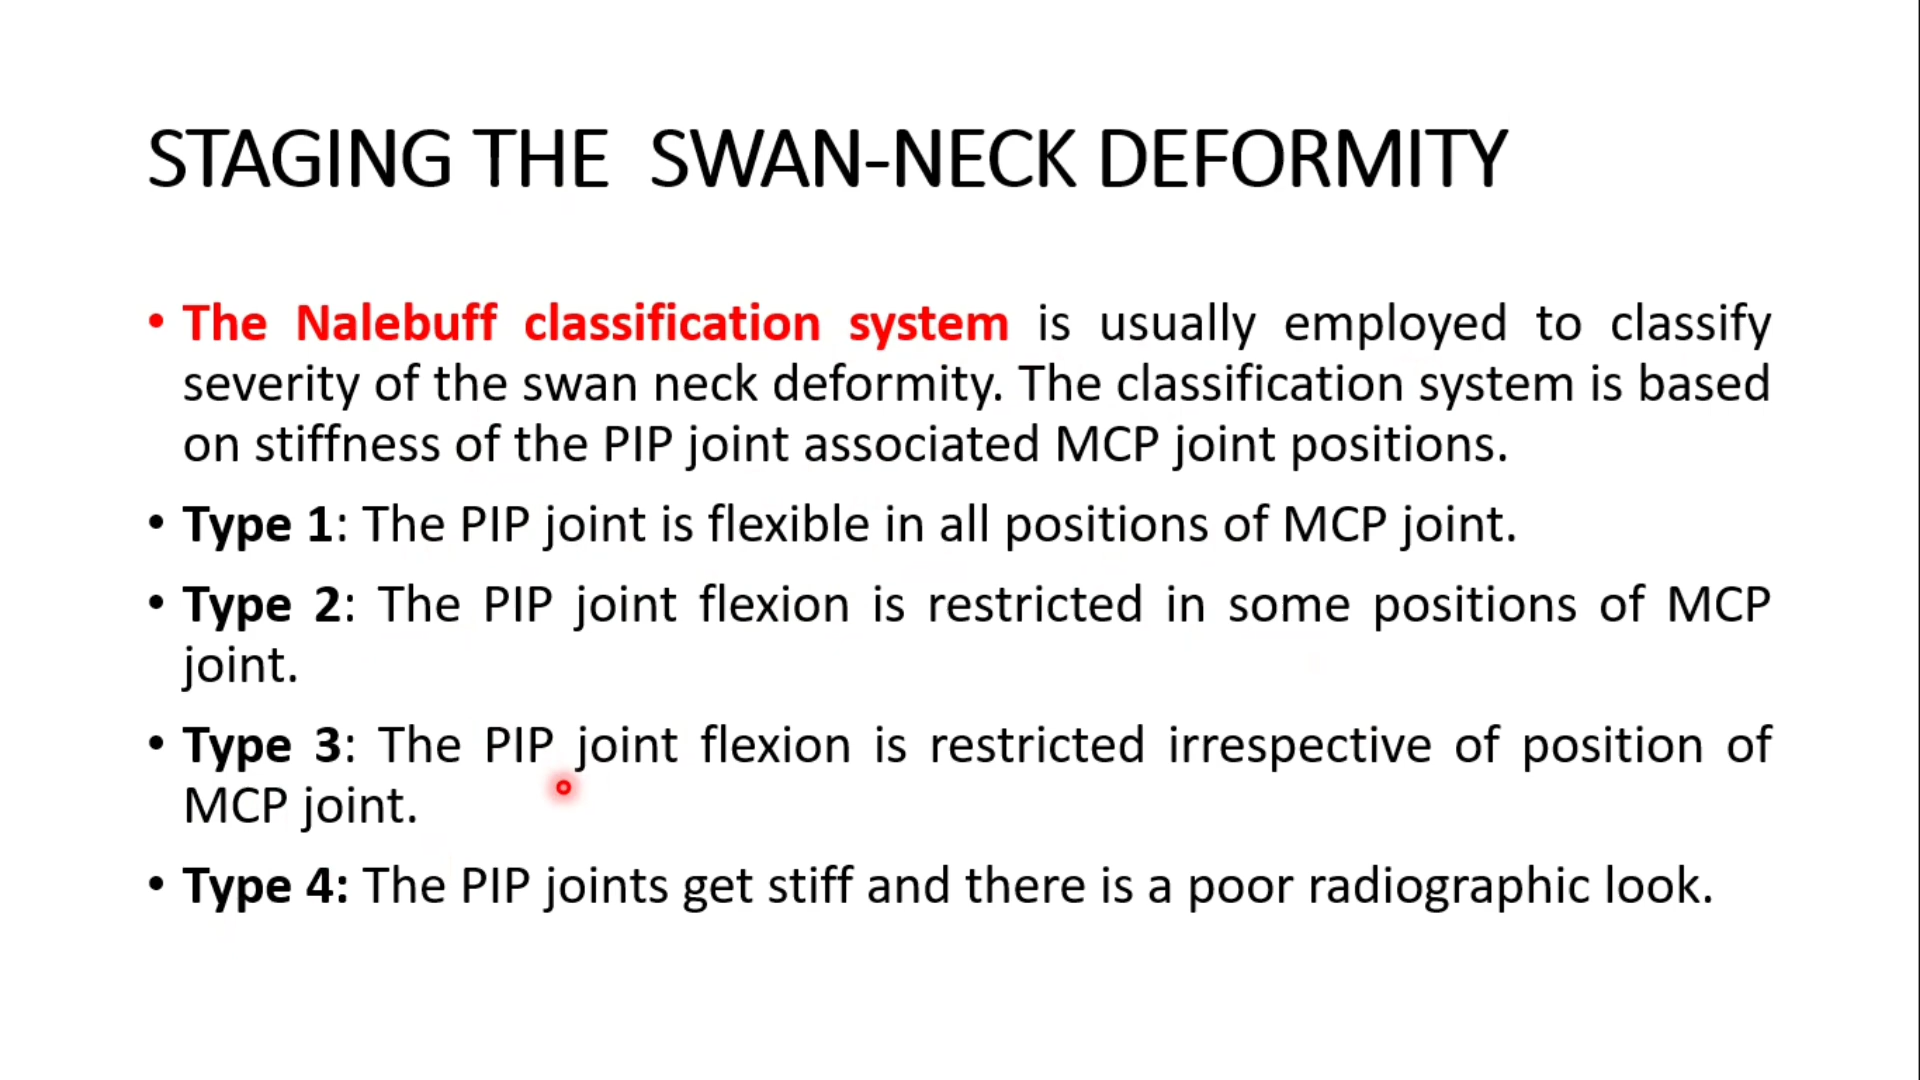 STAGING THE SWAN-NECK DEFORMITY
• The Nalebuff classification system is usually employed to classify
severity of the swan neck deformity. The classification system is based
on stiffness of the PIP joint associated MCP joint positions.
• Type 1: The PIP joint is flexible in all positions of MCP joint.
• Type 2: The PIP joint flexion is restricted in some positions of MCP
joint.
• Type 3: The PIP joint flexion is restricted irrespective of position of
MCP joint.
• Type 4: The PIP joints get stiff and there is a poor radiographic look.